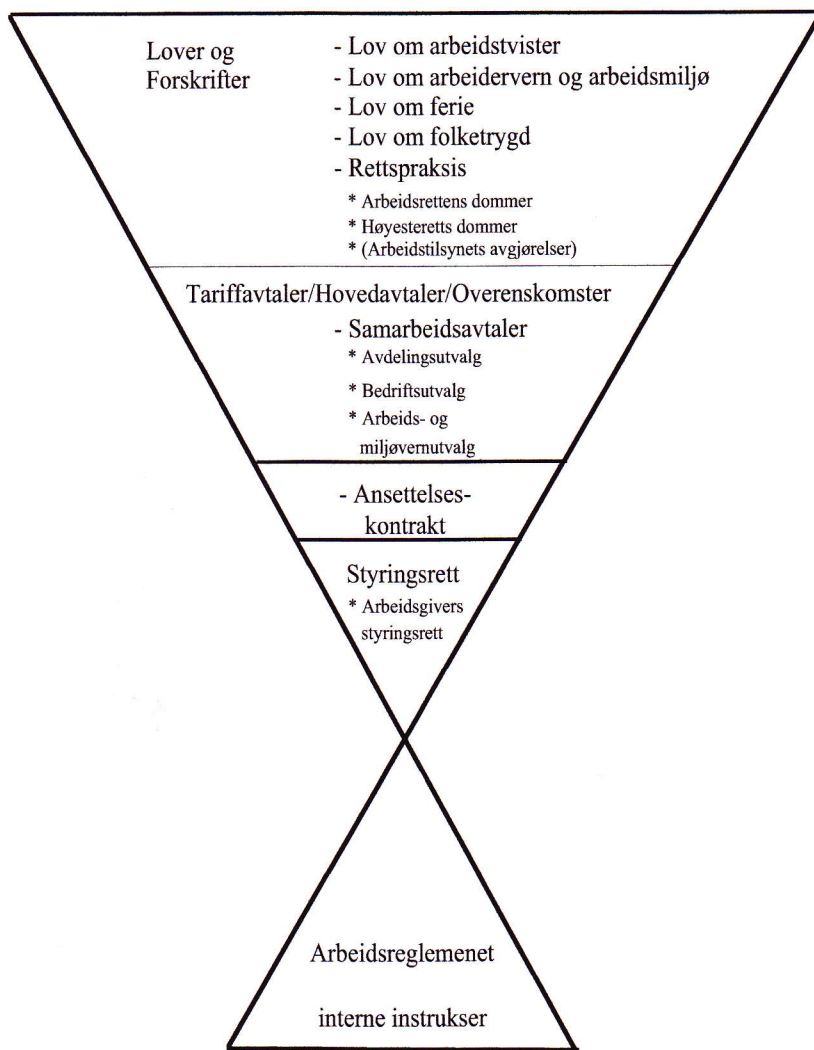 Lover og
Forskrifter
- Lov om arbeidstvister
- Lov om arbeidervern og arbeidsmiljø
- Lov om ferie
- Lov om folketrygd
- Rettspraksis
* Arbeidsrettens dommer
* Høyesteretts dommer
* (Arbeidstilsynets avgjørelser)
Tariffavtaler/Hovedavtaler/Overenskomster
- Samarbeidsavtaler
* Avdelingsutvalg
* Bedriftsutvalg
* Arbeids- og
miljøvernutvalg
- Ansettelses-
kontrakt
Styringsrett
* Arbeidsgivers
styringsrett
Arbeidsreglemenet
interne instrukser